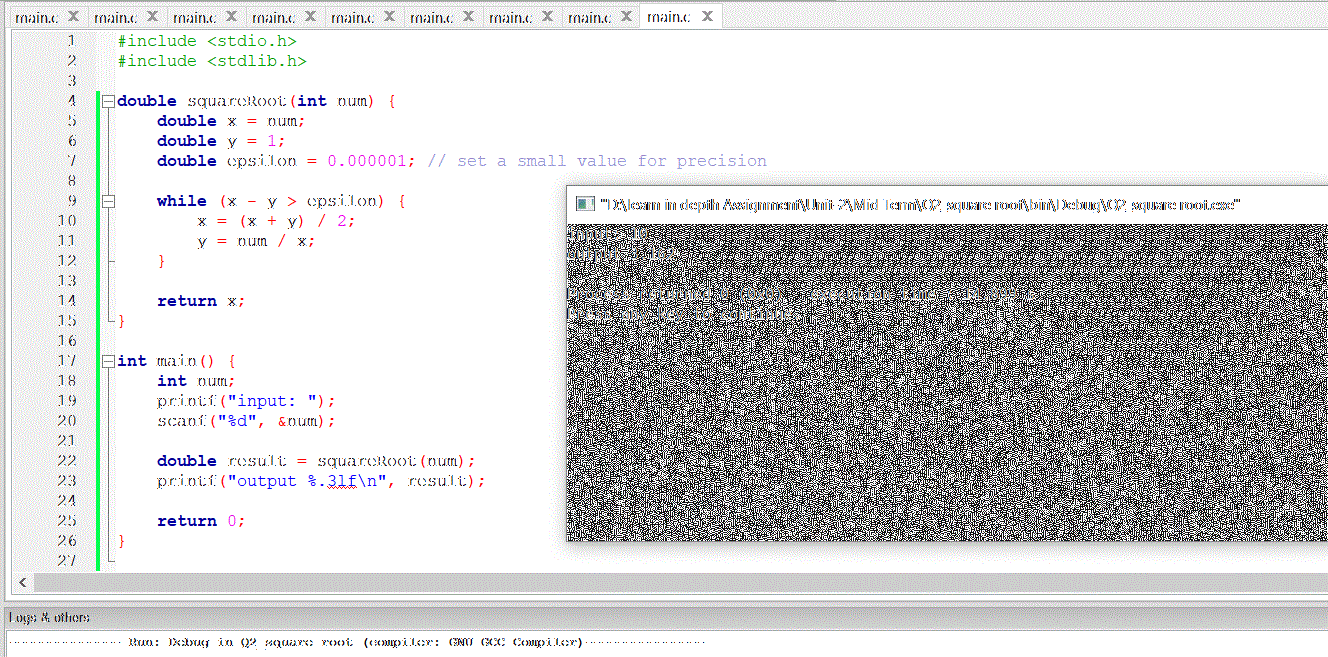 main.c X main.c X main.c X main.c X main.c X main.c X main.c X main.c X main.c X
1 #include <stdio.h>
2 #include <stdlib.h>
3
4 double squareRoot(int num) {
5 double x = num;
6 double y = 1;
7 double epsilon = 0.000001; // set a small value for precision
8
9 while (x - y > epsilon) {
10 x = (x + y) / 2;
11 y = num / x;
12 }
13
14 return x;
15 }
16
17 int main() {
18 int num;
19 printf("input: ");
20 scanf("%d", &num);
21
22 double result = squareRoot(num);
23 printf("output %.3lf\n", result);
24
25 return 0;
26 }
27
"D:\learn in depth Assignment\Unit 2\Mid Term\Q2 square root\bin\Debug\Q2 square root.exe"
Logs & others
Run: Debug in Q2 square root (compiler: GNU GCC Compiler)